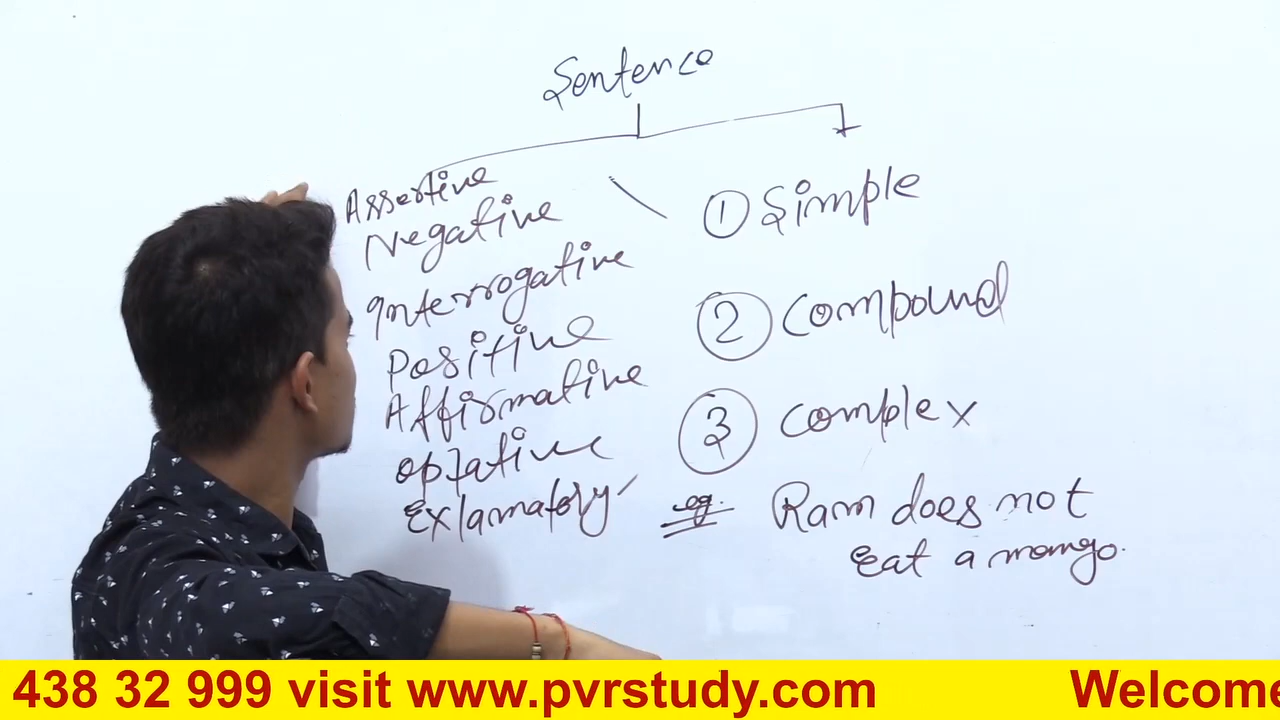 Sentence
Assertive
Negative
Interrogative
Positive
Affirmative
Optative
Exlamatory
① Simple
② Compound
③ Complex
eg. Ram does not
eat a mango.
438 32 999 visit www.pvrstudy.com Welcome